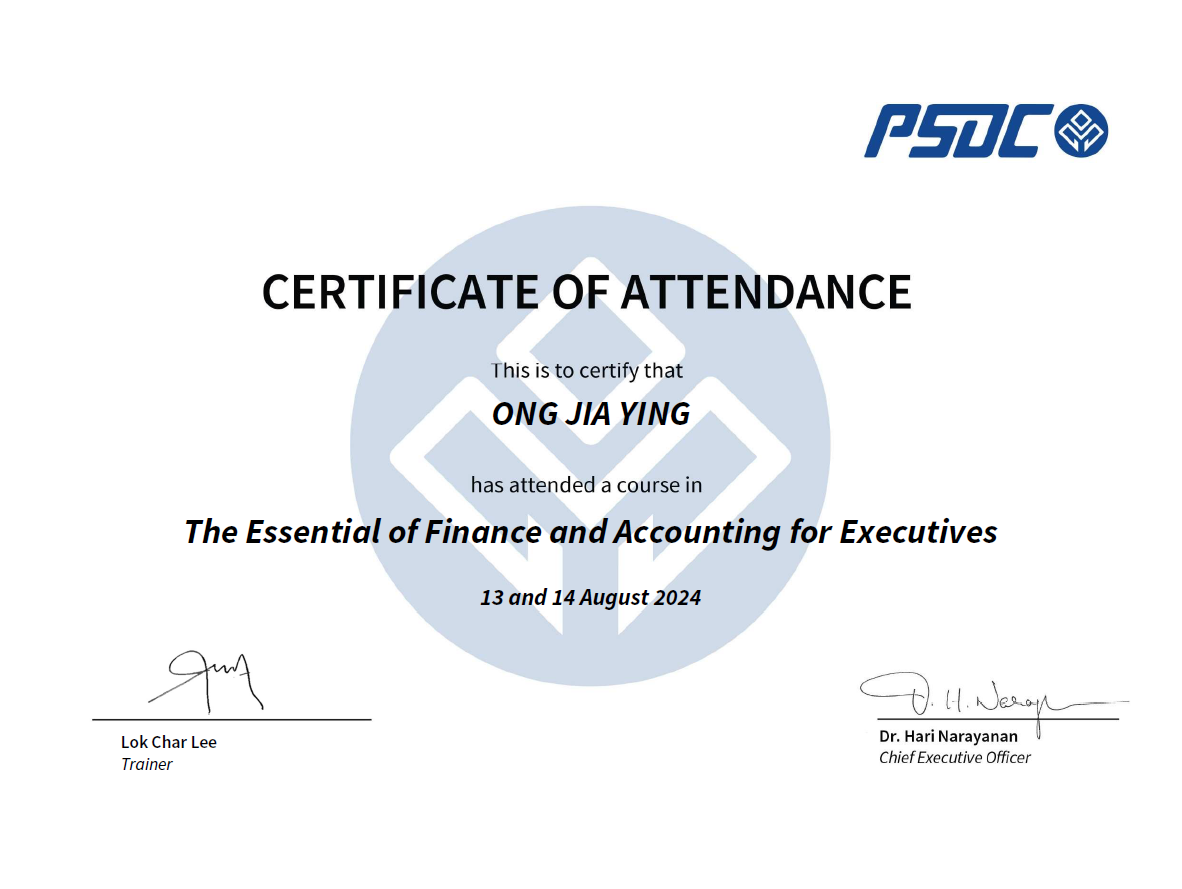 PSDC
CERTIFICATE OF ATTENDANCE
This is to certify that
ONG JIA YING
has attended a course in
The Essential of Finance and Accounting for Executives
13 and 14 August 2024
D. H. Naray
Lok Char Lee
Trainer
Dr. Hari Narayanan
Chief Executive Officer